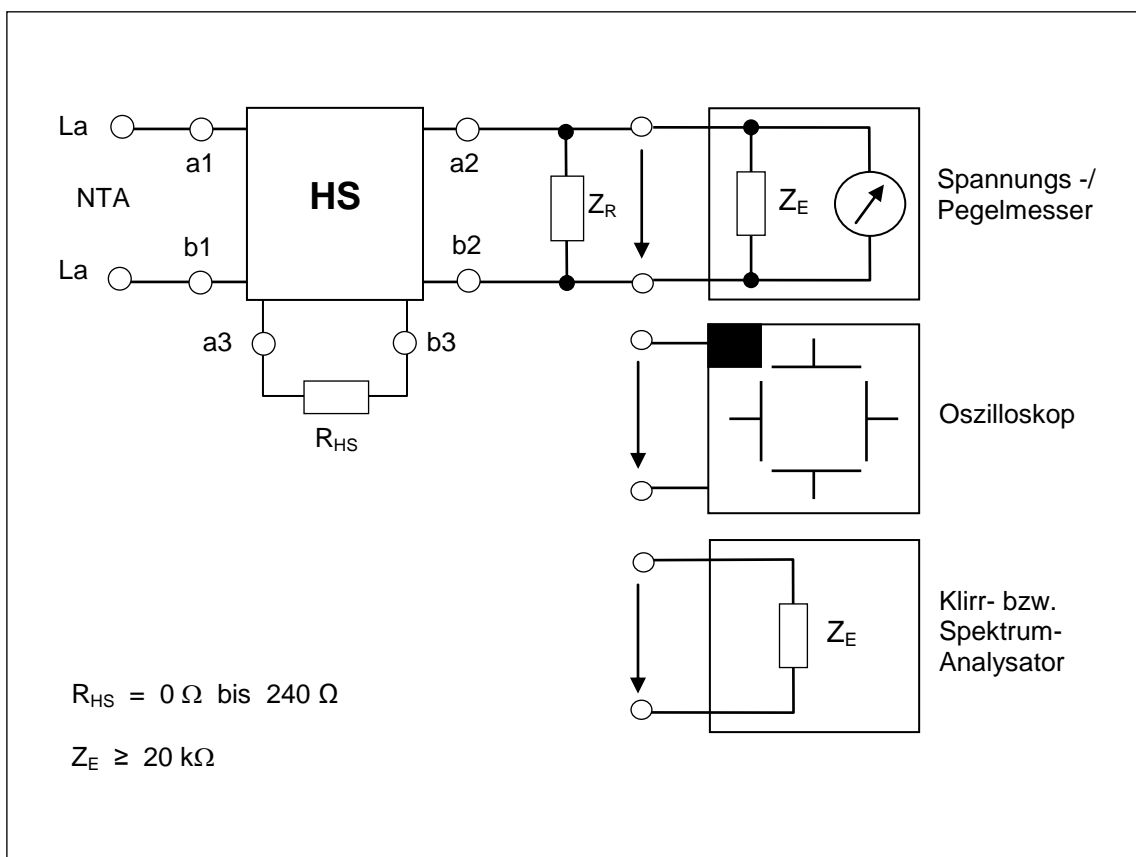 La
a1
HS
a2
NTA
Z_R
Z_E
Spannungs -/
Pegelmesser
La
b1
b2
a3
b3
R_HS
Oszilloskop
Z_E
Klirr- bzw.
Spektrum-
Analysator
R_HS = 0 Ω bis 240 Ω
Z_E ≥ 20 kΩ